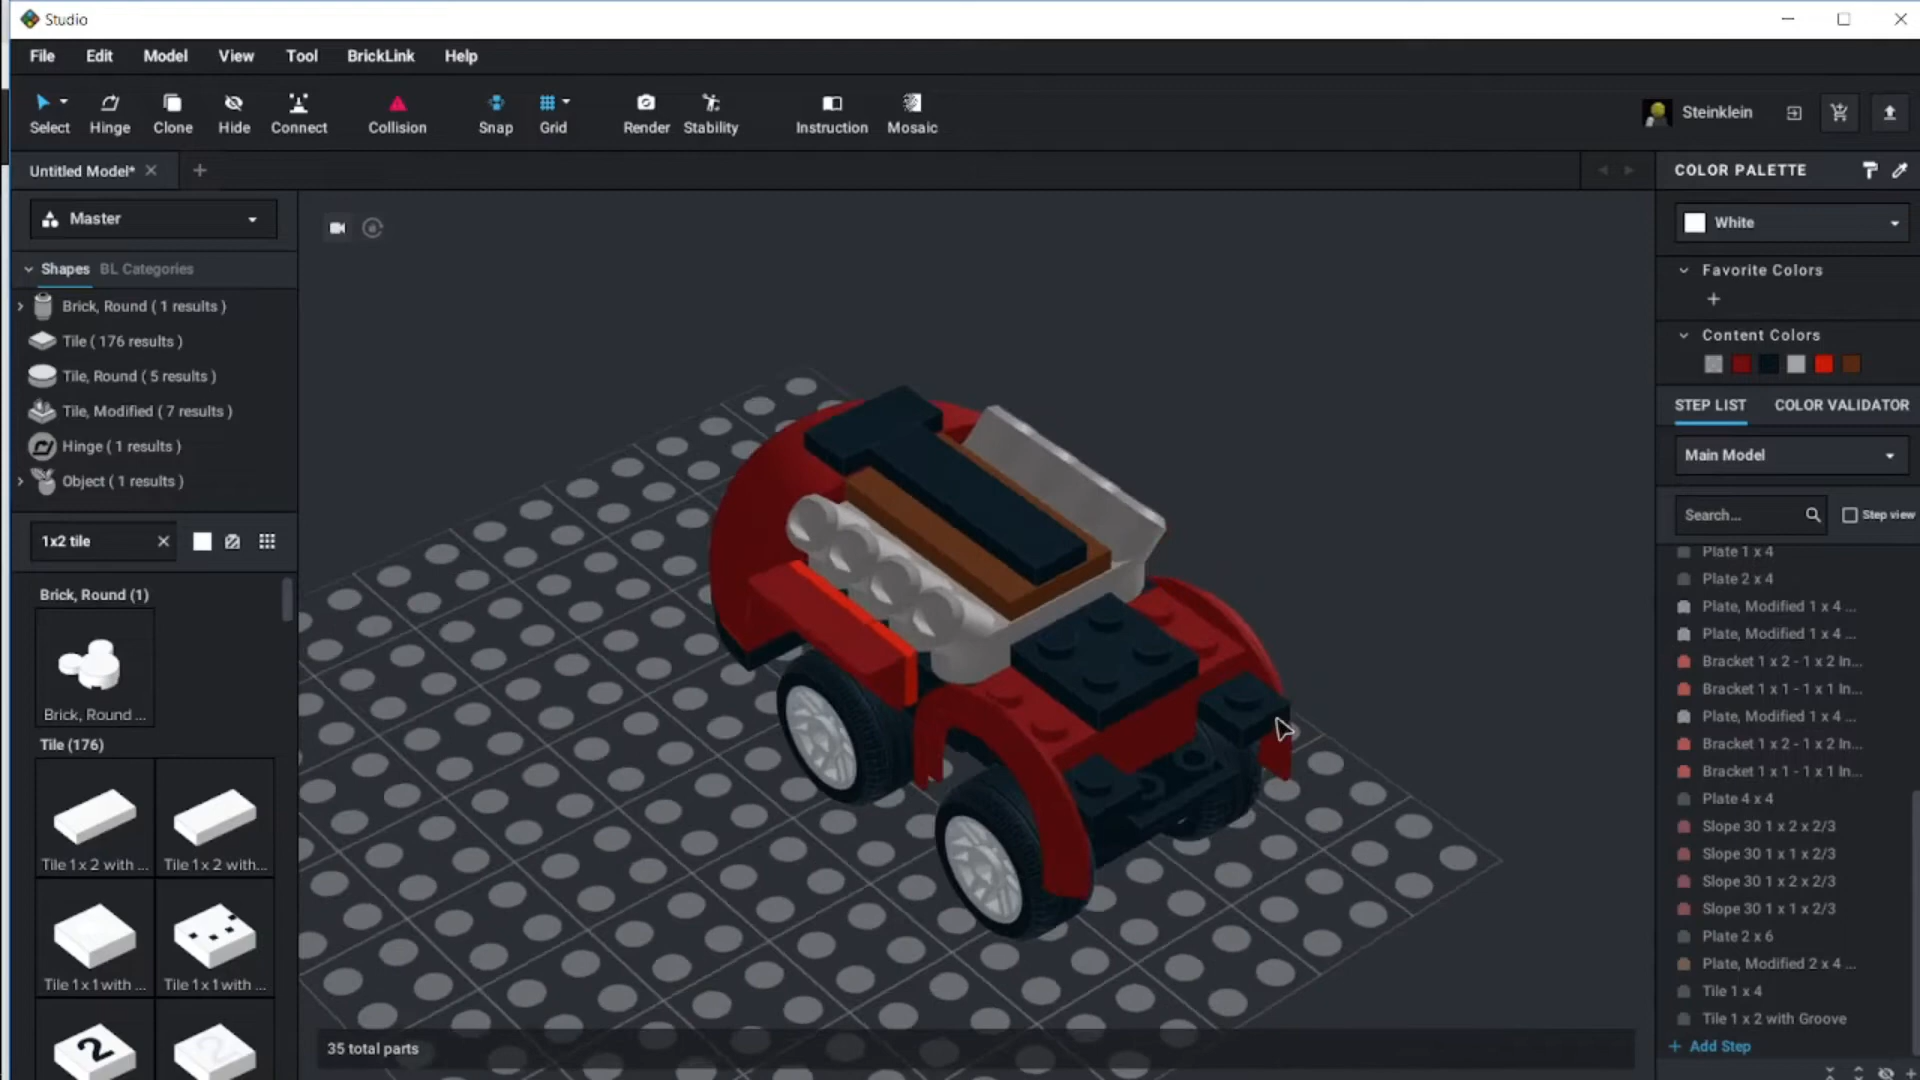 Studio
File Edit Model View Tool BrickLink Help
Select Hinge Clone Hide Connect Collision Snap Grid Render Stability Instruction Mosaic
Steinklein
Untitled Model*
Master
Shapes BL Categories
Brick, Round ( 1 results )
Tile ( 176 results )
Tile, Round ( 5 results )
Tile, Modified ( 7 results )
Hinge ( 1 results )
Object ( 1 results )
1x2 tile
Brick, Round (1)
Brick, Round ...
Tile (176)
Tile 1 x 2 with ... Tile 1 x 2 with...
Tile 1 x 1 with ... Tile 1 x 1 with ...
2 2
35 total parts
COLOR PALETTE
White
Favorite Colors
Content Colors
STEP LIST COLOR VALIDATOR
Main Model
Search... Step view
Plate 1 x 4
Plate 2 x 4
Plate, Modified 1 x 4 ...
Plate, Modified 1 x 4 ...
Bracket 1 x 2 - 1 x 2 In...
Bracket 1 x 1 - 1 x 1 In...
Plate, Modified 1 x 4 ...
Bracket 1 x 2 - 1 x 2 In...
Bracket 1 x 1 - 1 x 1 In...
Plate 4 x 4
Slope 30 1 x 2 x 2/3
Slope 30 1 x 1 x 2/3
Slope 30 1 x 2 x 2/3
Slope 30 1 x 1 x 2/3
Plate 2 x 6
Plate, Modified 2 x 4 ...
Tile 1 x 4
Tile 1 x 2 with Groove
+ Add Step